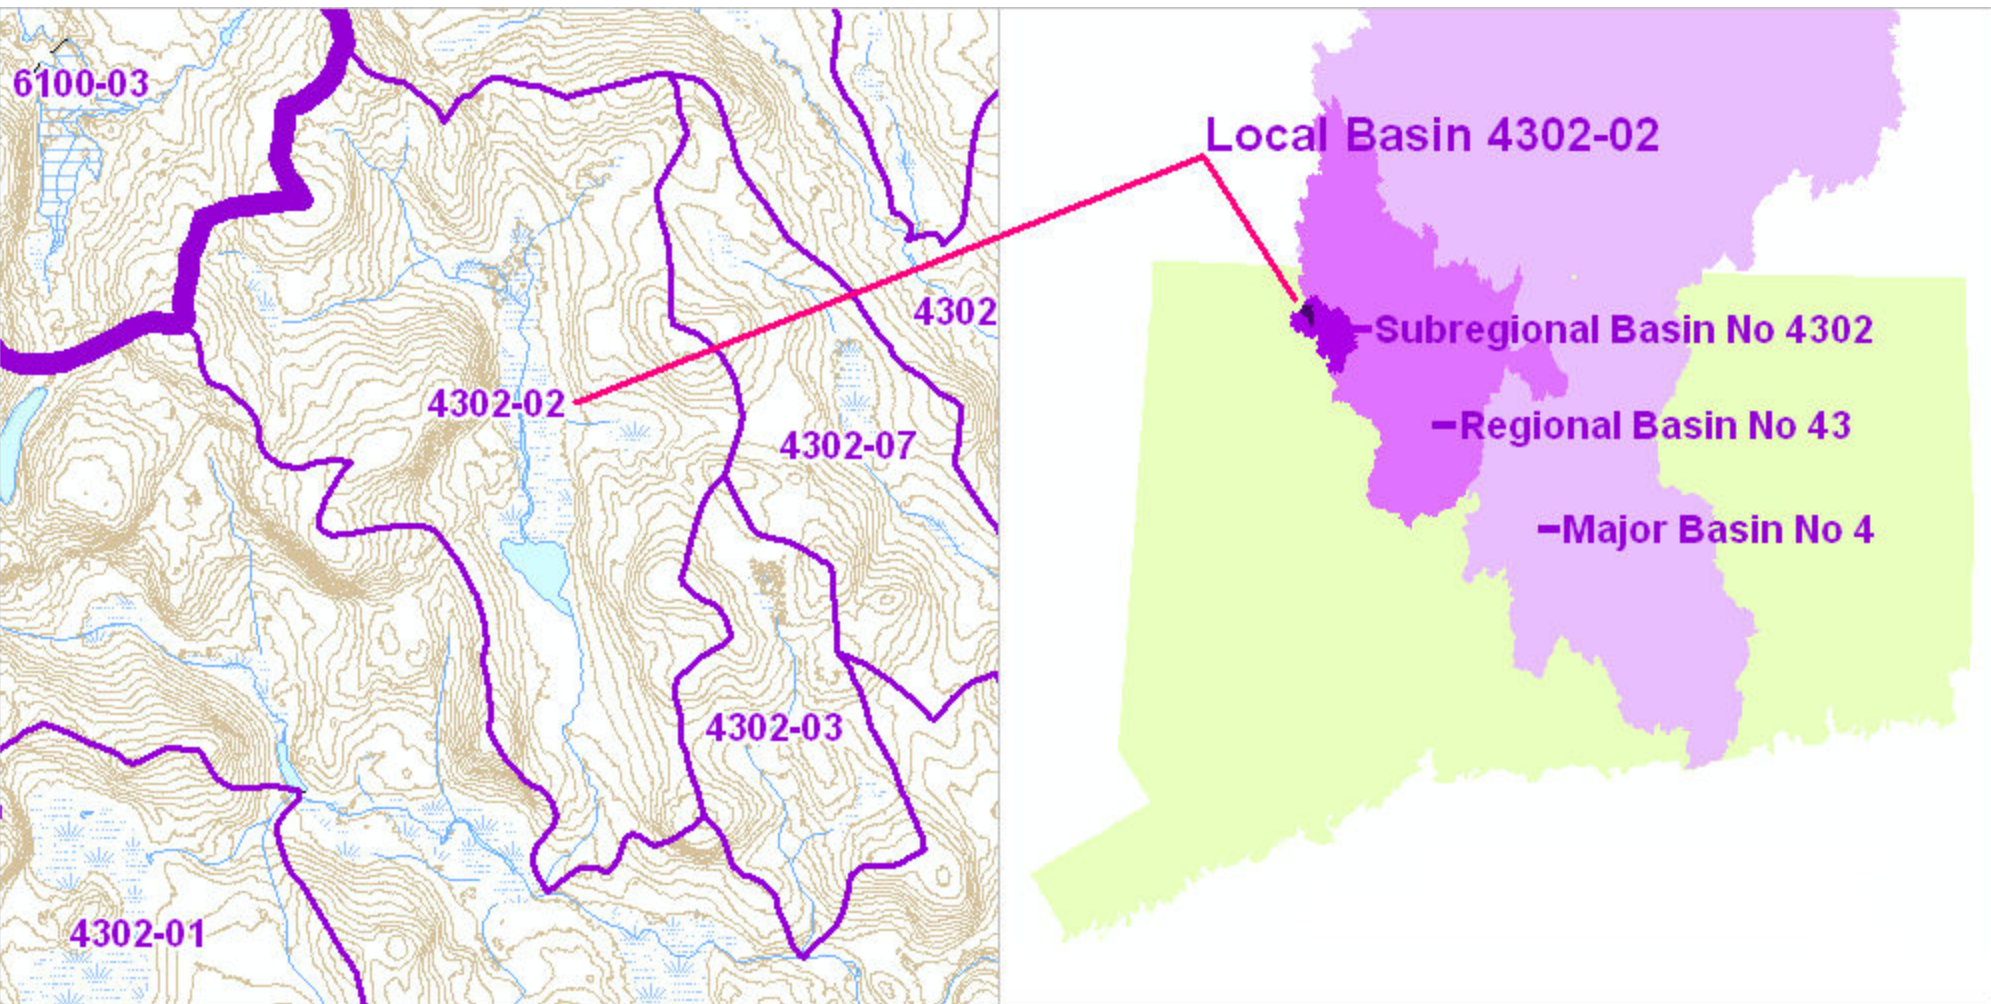 6100-03
4302
4302-02
4302-07
4302-03
4302-01
Local Basin 4302-02
Subregional Basin No 4302
Regional Basin No 43
Major Basin No 4